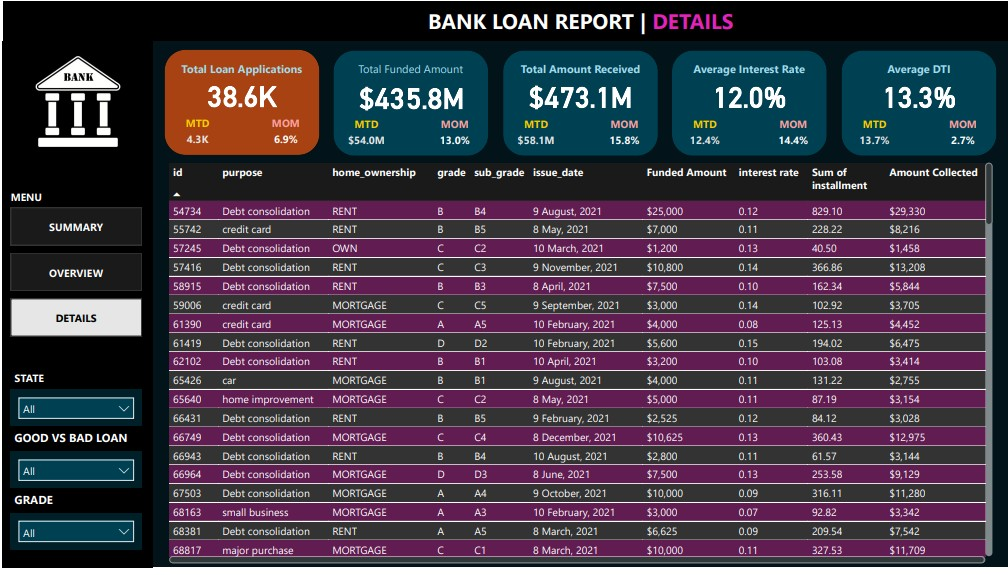 BANK LOAN REPORT | DETAILS
BANK
Total Loan Applications
38.6K
MTD MOM
4.3K 6.9%
Total Funded Amount
$435.8M
MTD MOM
$54.0M 13.0%
Total Amount Received
$473.1M
MTD MOM
$58.1M 15.8%
Average Interest Rate
12.0%
MTD MOM
12.4% 14.4%
Average DTI
13.3%
MTD MOM
13.7% 2.7%
MENU
SUMMARY
OVERVIEW
DETAILS
STATE
All
GOOD VS BAD LOAN
All
GRADE
All
id purpose home_ownership grade sub_grade issue_date Funded Amount interest rate Sum of installment Amount Collected
54734 Debt consolidation RENT B B4 9 August, 2021 $25,000 0.12 829.10 $29,330
55742 credit card RENT B B5 8 May, 2021 $7,000 0.11 228.22 $8,216
57245 Debt consolidation OWN C C2 10 March, 2021 $1,200 0.13 40.50 $1,458
57416 Debt consolidation RENT C C3 9 November, 2021 $10,800 0.14 366.86 $13,208
58915 Debt consolidation RENT B B3 8 April, 2021 $7,500 0.10 162.34 $5,844
59006 credit card MORTGAGE C C5 9 September, 2021 $3,000 0.14 102.92 $3,705
61390 credit card MORTGAGE A A5 10 February, 2021 $4,000 0.08 125.13 $4,452
61419 Debt consolidation RENT D D2 10 February, 2021 $5,600 0.15 194.02 $6,475
62102 Debt consolidation RENT B B1 10 April, 2021 $3,200 0.10 103.08 $3,414
65426 car MORTGAGE B B1 9 August, 2021 $4,000 0.11 131.22 $2,755
65640 home improvement MORTGAGE C C2 8 May, 2021 $5,000 0.11 87.19 $3,154
66431 Debt consolidation RENT B B5 9 February, 2021 $2,525 0.12 84.12 $3,028
66749 Debt consolidation MORTGAGE C C4 8 December, 2021 $10,625 0.13 360.43 $12,975
66943 Debt consolidation RENT B B4 10 August, 2021 $2,800 0.11 61.57 $3,144
66964 Debt consolidation MORTGAGE D D3 8 June, 2021 $7,500 0.13 253.58 $9,129
67503 Debt consolidation MORTGAGE A A4 9 October, 2021 $10,000 0.09 316.11 $11,280
68163 small business MORTGAGE A A3 10 February, 2021 $3,000 0.07 92.82 $3,342
68381 Debt consolidation RENT A A5 8 March, 2021 $6,625 0.09 209.54 $7,542
68817 major purchase MORTGAGE C C1 8 March, 2021 $10,000 0.11 327.53 $11,709